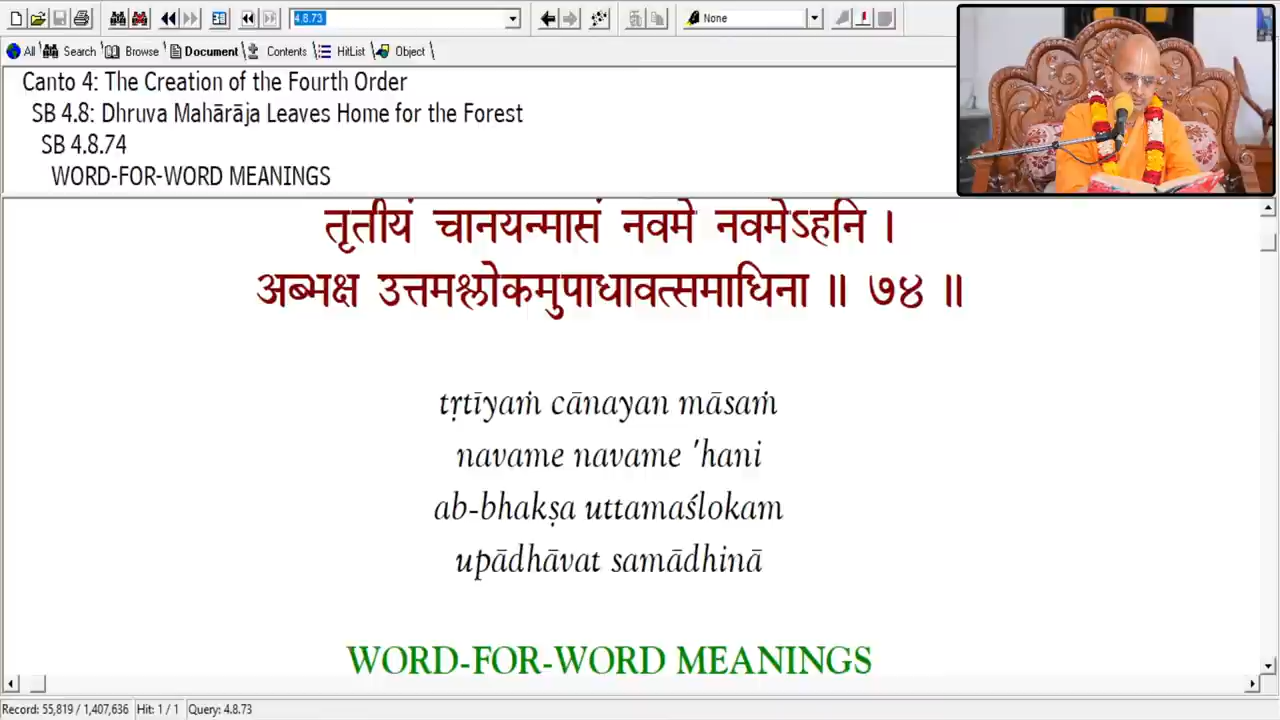 4.8.73
None
All Search Browse Document Contents HitList Object
Canto 4: The Creation of the Fourth Order
SB 4.8: Dhruva Mahārāja Leaves Home for the Forest
SB 4.8.74
WORD-FOR-WORD MEANINGS
तृतीयं चानयन्मासं नवमे नवमेऽहनि ।
अब्भक्ष उत्तमश्लोकमुपाधावत्समाधिना ॥ ७४ ॥
tṛtīyaṁ cānayan māsaṁ
navame navame 'hani
ab-bhakṣa uttamaślokam
upādhāvat samādhinā
WORD-FOR-WORD MEANINGS
Record: 55,819 / 1,407,636 Hit: 1 / 1 Query: 4.8.73